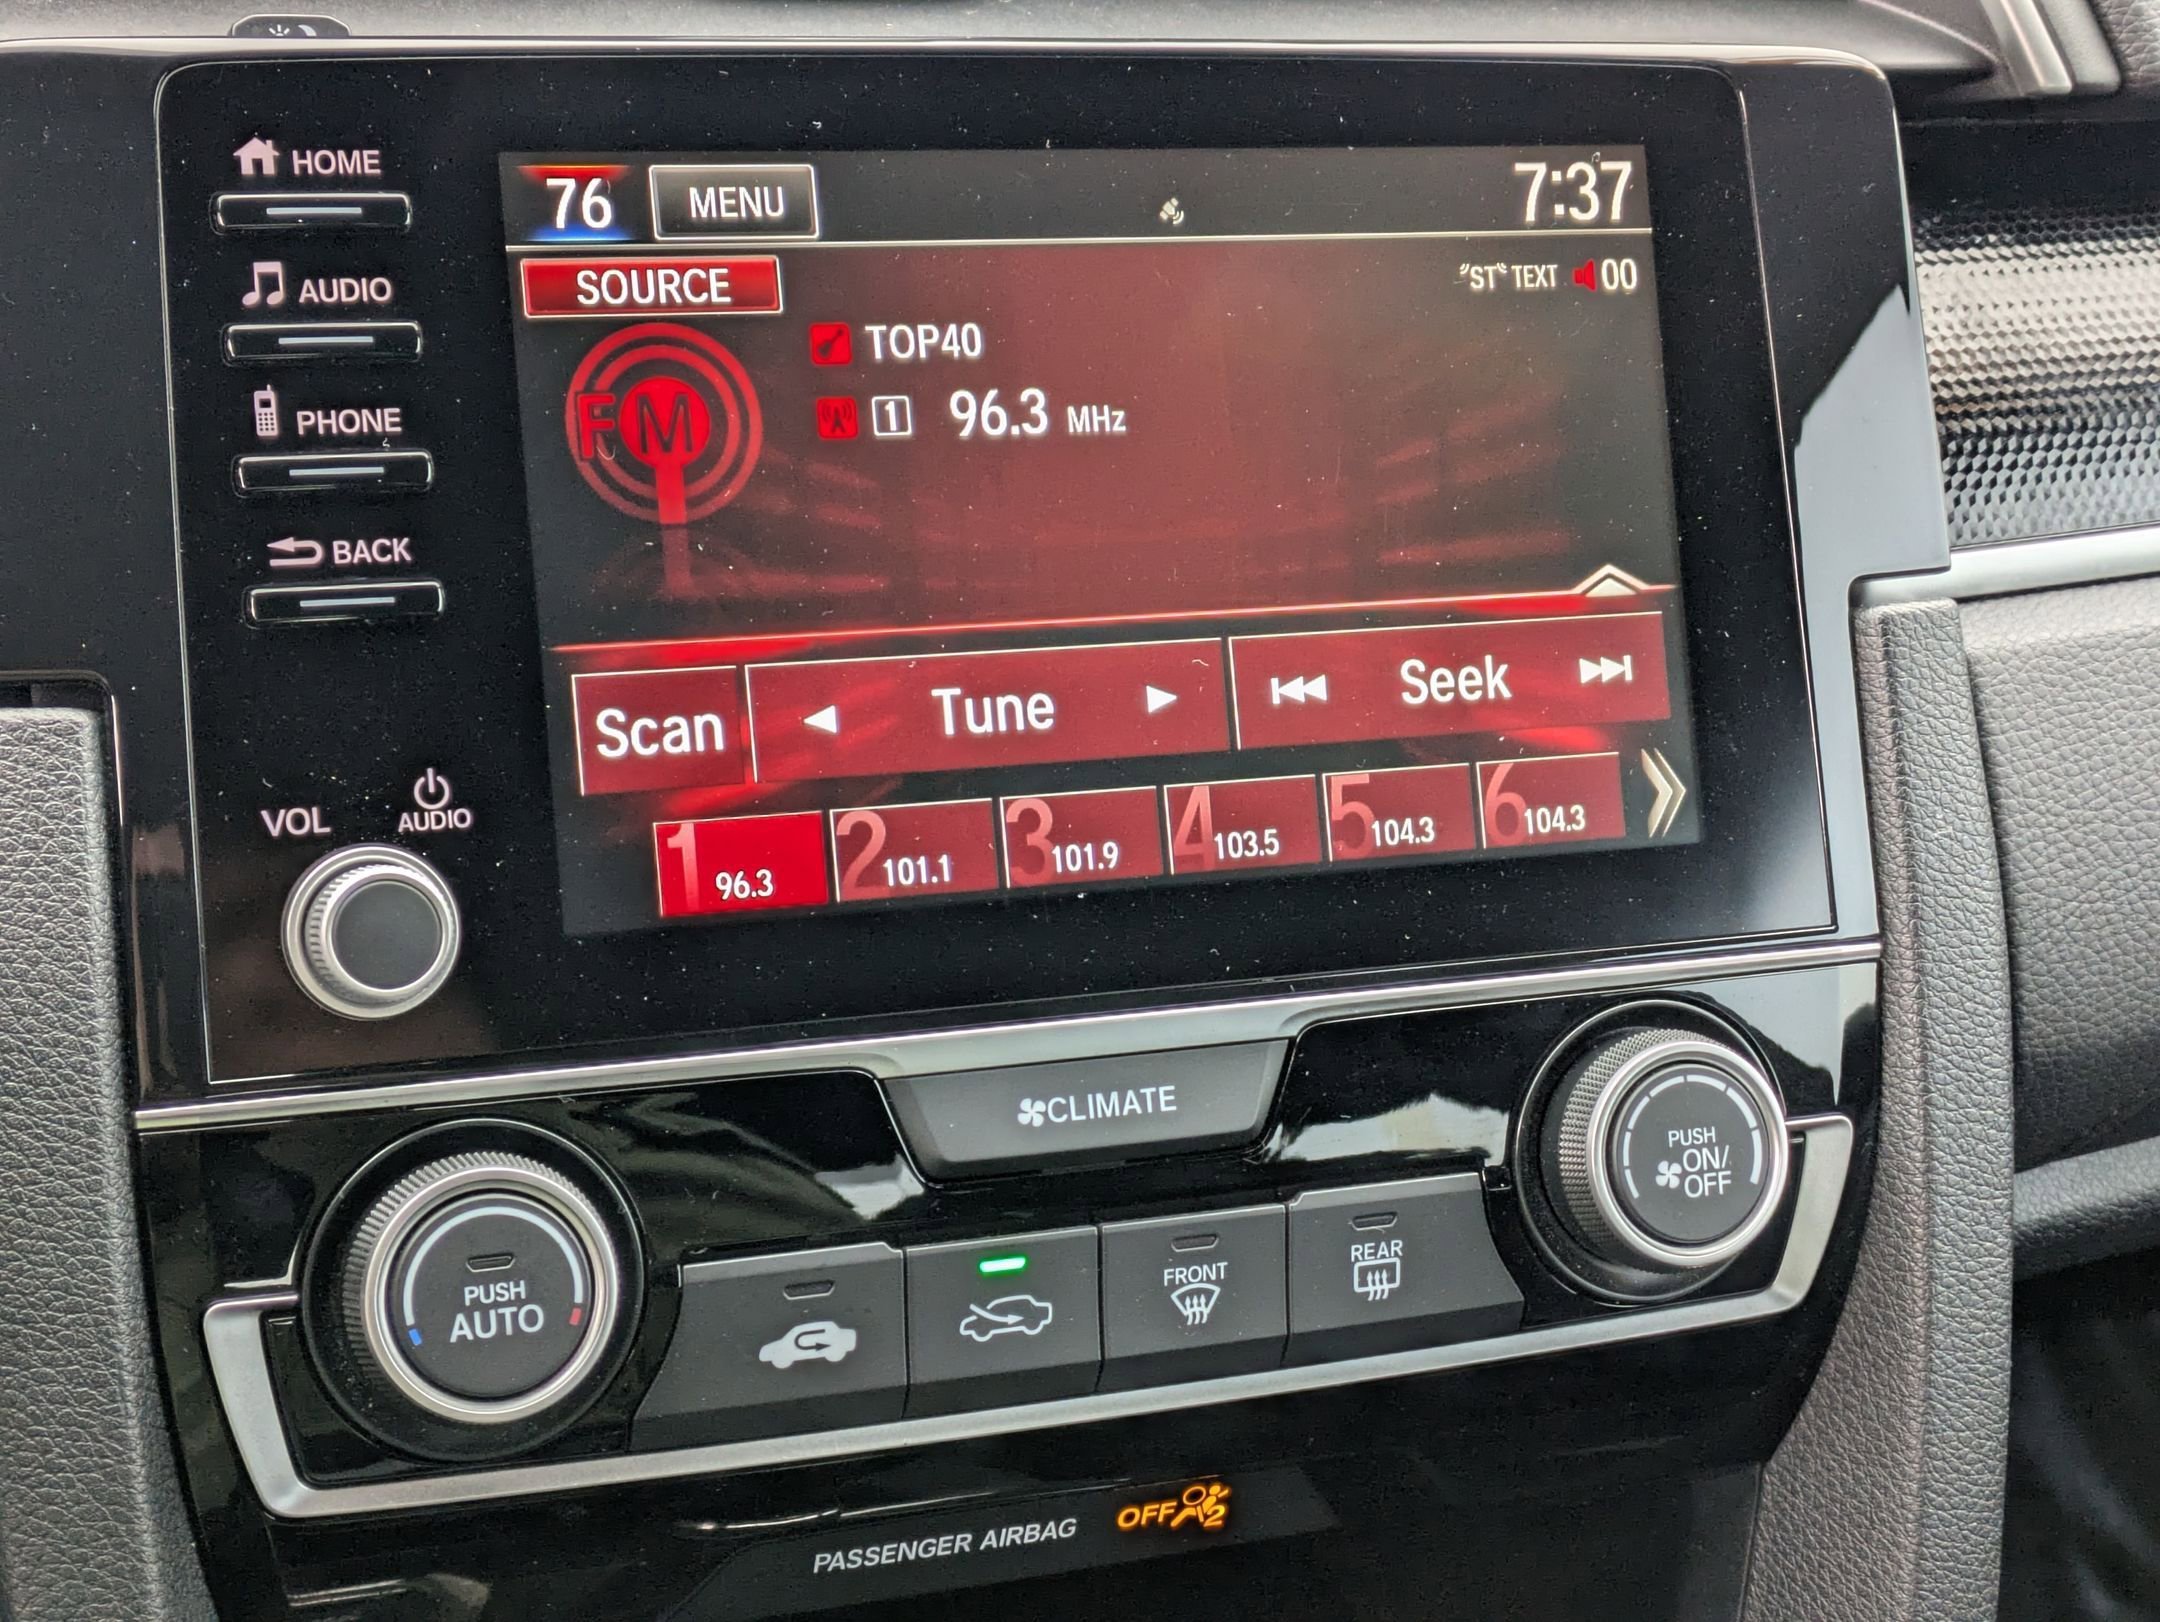 HOME
AUDIO
PHONE
BACK
VOL
AUDIO
76 MENU 7:37
SOURCE
"ST" TEXT 00
FM
TOP40
1 96.3 MHz
Scan Tune Seek
1 96.3
2 101.1
3 101.9
4 103.5
5 104.3
6 104.3
CLIMATE
PUSH
AUTO
FRONT
REAR
PUSH
ON/
OFF
PASSENGER AIRBAG OFF 2